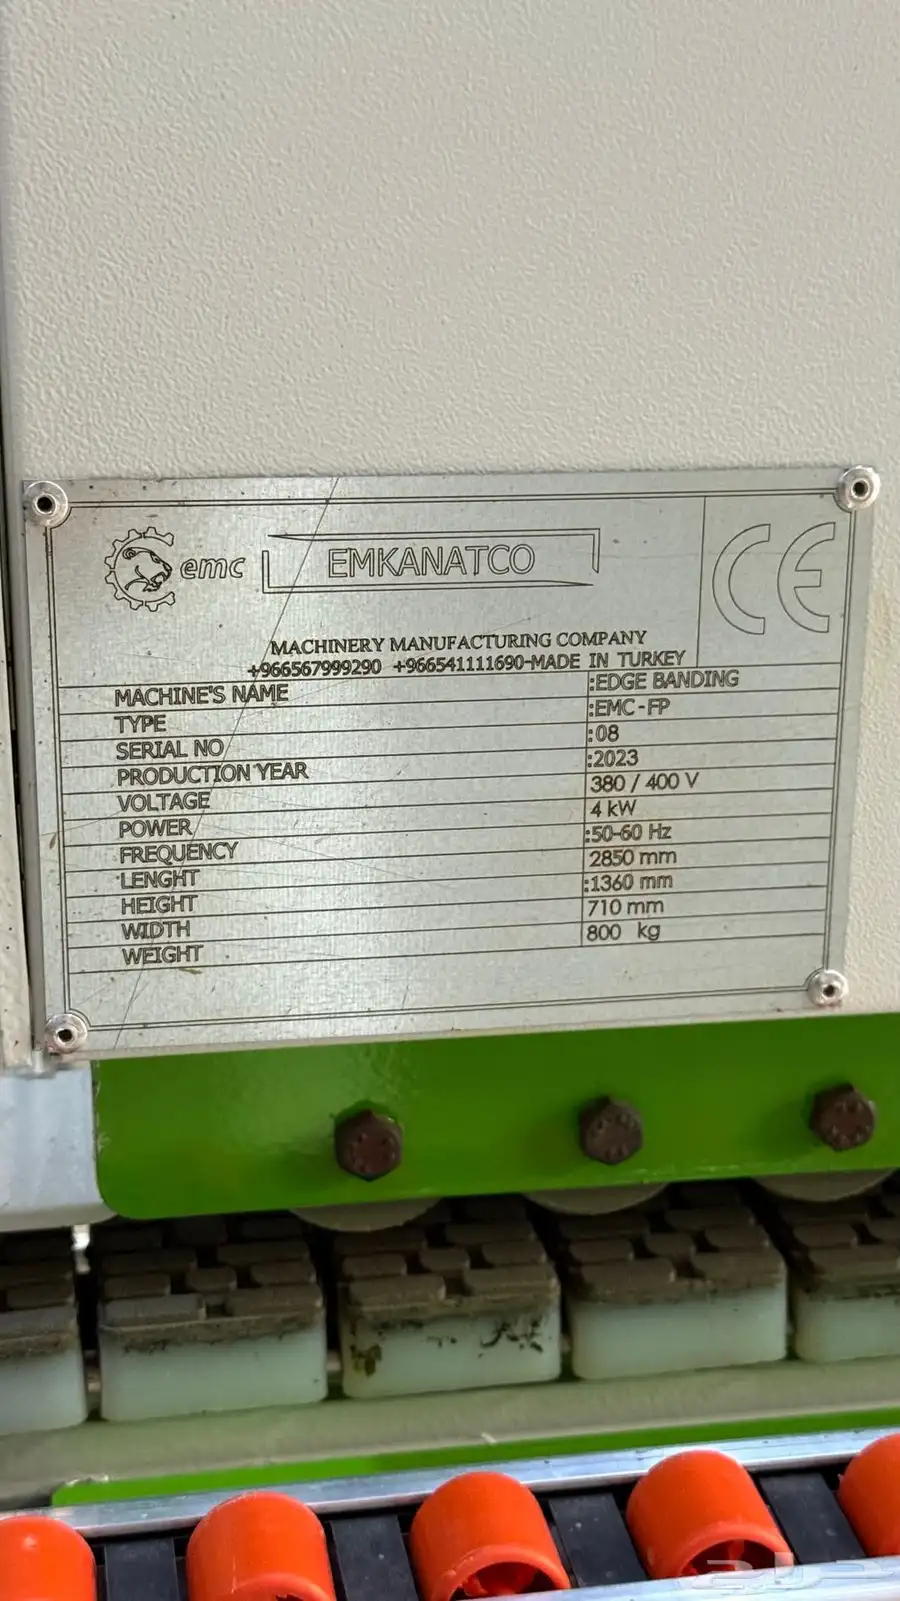 emc
EMKANATCO
CE
MACHINERY MANUFACTURING COMPANY
+966567999290 +966541111690-MADE IN TURKEY
MACHINE'S NAME :EDGE BANDING
TYPE :EMC-FP
SERIAL NO :08
PRODUCTION YEAR :2023
VOLTAGE 380 / 400 V
POWER 4 kW
FREQUENCY :50-60 Hz
LENGHT 2850 mm
HEIGHT :1360 mm
WIDTH 710 mm
WEIGHT 800 kg
حراج